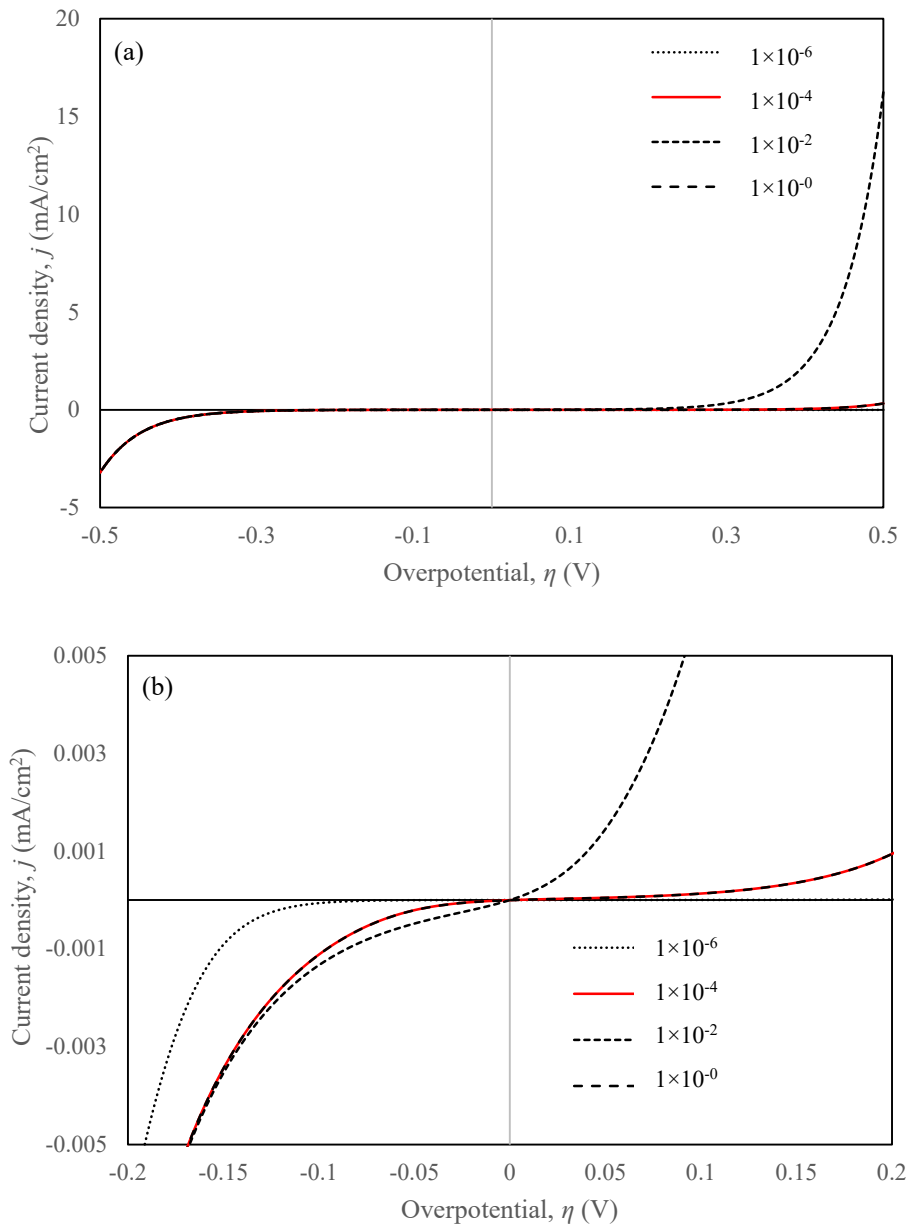 (a)
20
15
10
5
0
-5
Current density, j (mA/cm²)
1×10⁻⁶
1×10⁻⁴
1×10⁻²
1×10⁻⁰
-0.5 -0.3 -0.1 0.1 0.3 0.5
Overpotential, η (V)
(b)
0.005
0.003
0.001
-0.001
-0.003
-0.005
Current density, j (mA/cm²)
1×10⁻⁶
1×10⁻⁴
1×10⁻²
1×10⁻⁰
-0.2 -0.15 -0.1 -0.05 0 0.05 0.1 0.15 0.2
Overpotential, η (V)